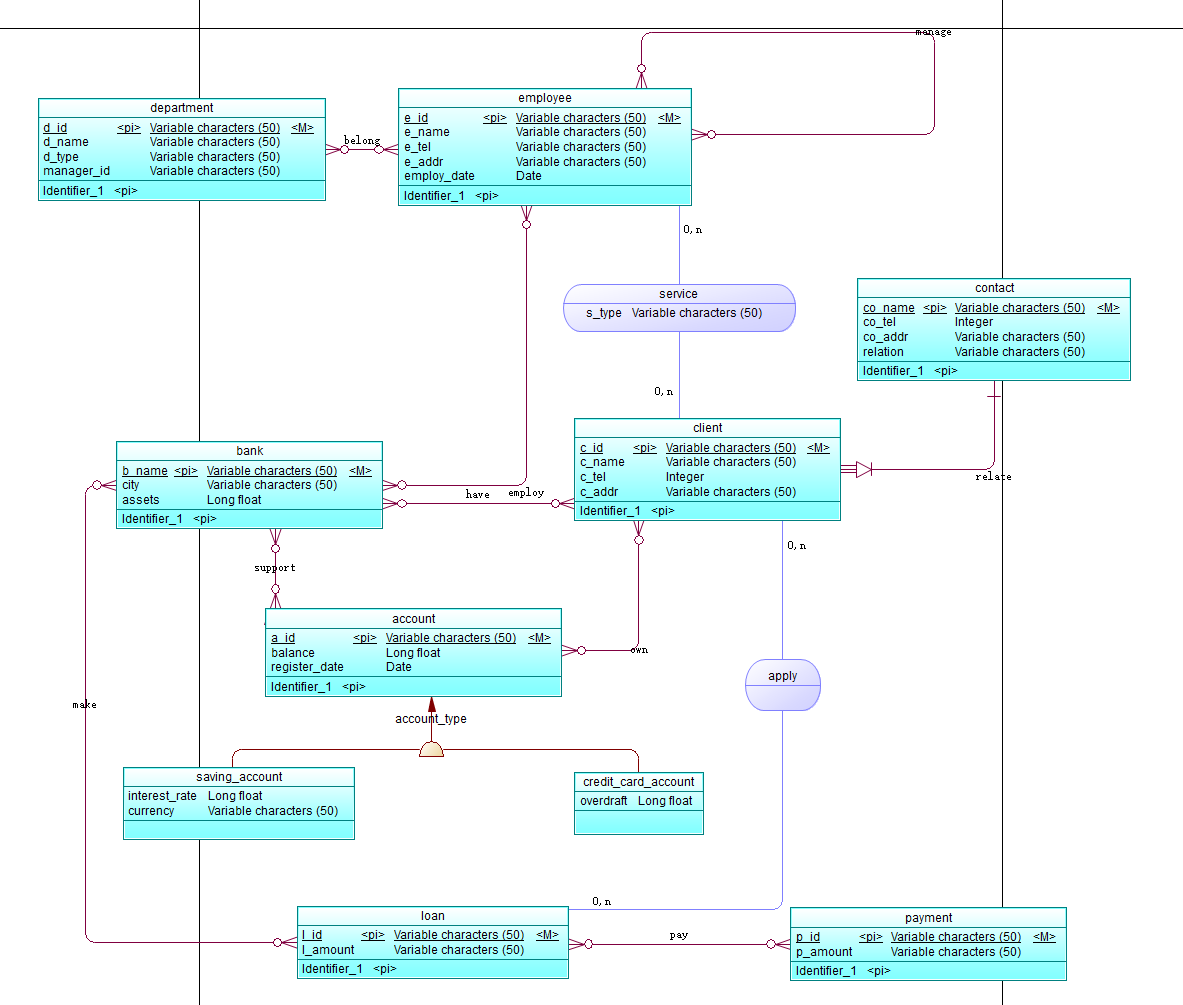 manage
department
d_id <pi> Variable characters (50) <M>
d_name Variable characters (50)
d_type Variable characters (50)
manager_id Variable characters (50)
Identifier_1 <pi>
belong
employee
e_id <pi> Variable characters (50) <M>
e_name Variable characters (50)
e_tel Variable characters (50)
e_addr Variable characters (50)
employ_date Date
Identifier_1 <pi>
0,n
service
s_type Variable characters (50)
0,n
contact
co_name <pi> Variable characters (50) <M>
co_tel Integer
co_addr Variable characters (50)
relation Variable characters (50)
Identifier_1 <pi>
relate
bank
b_name <pi> Variable characters (50) <M>
city Variable characters (50)
assets Long float
Identifier_1 <pi>
have
employ
client
c_id <pi> Variable characters (50) <M>
c_name Variable characters (50)
c_tel Integer
c_addr Variable characters (50)
Identifier_1 <pi>
0,n
support
account
a_id <pi> Variable characters (50) <M>
balance Long float
register_date Date
Identifier_1 <pi>
own
apply
make
account_type
saving_account
interest_rate Long float
currency Variable characters (50)
credit_card_account
overdraft Long float
0,n
loan
l_id <pi> Variable characters (50) <M>
l_amount Variable characters (50)
Identifier_1 <pi>
pay
payment
p_id <pi> Variable characters (50) <M>
p_amount Variable characters (50)
Identifier_1 <pi>